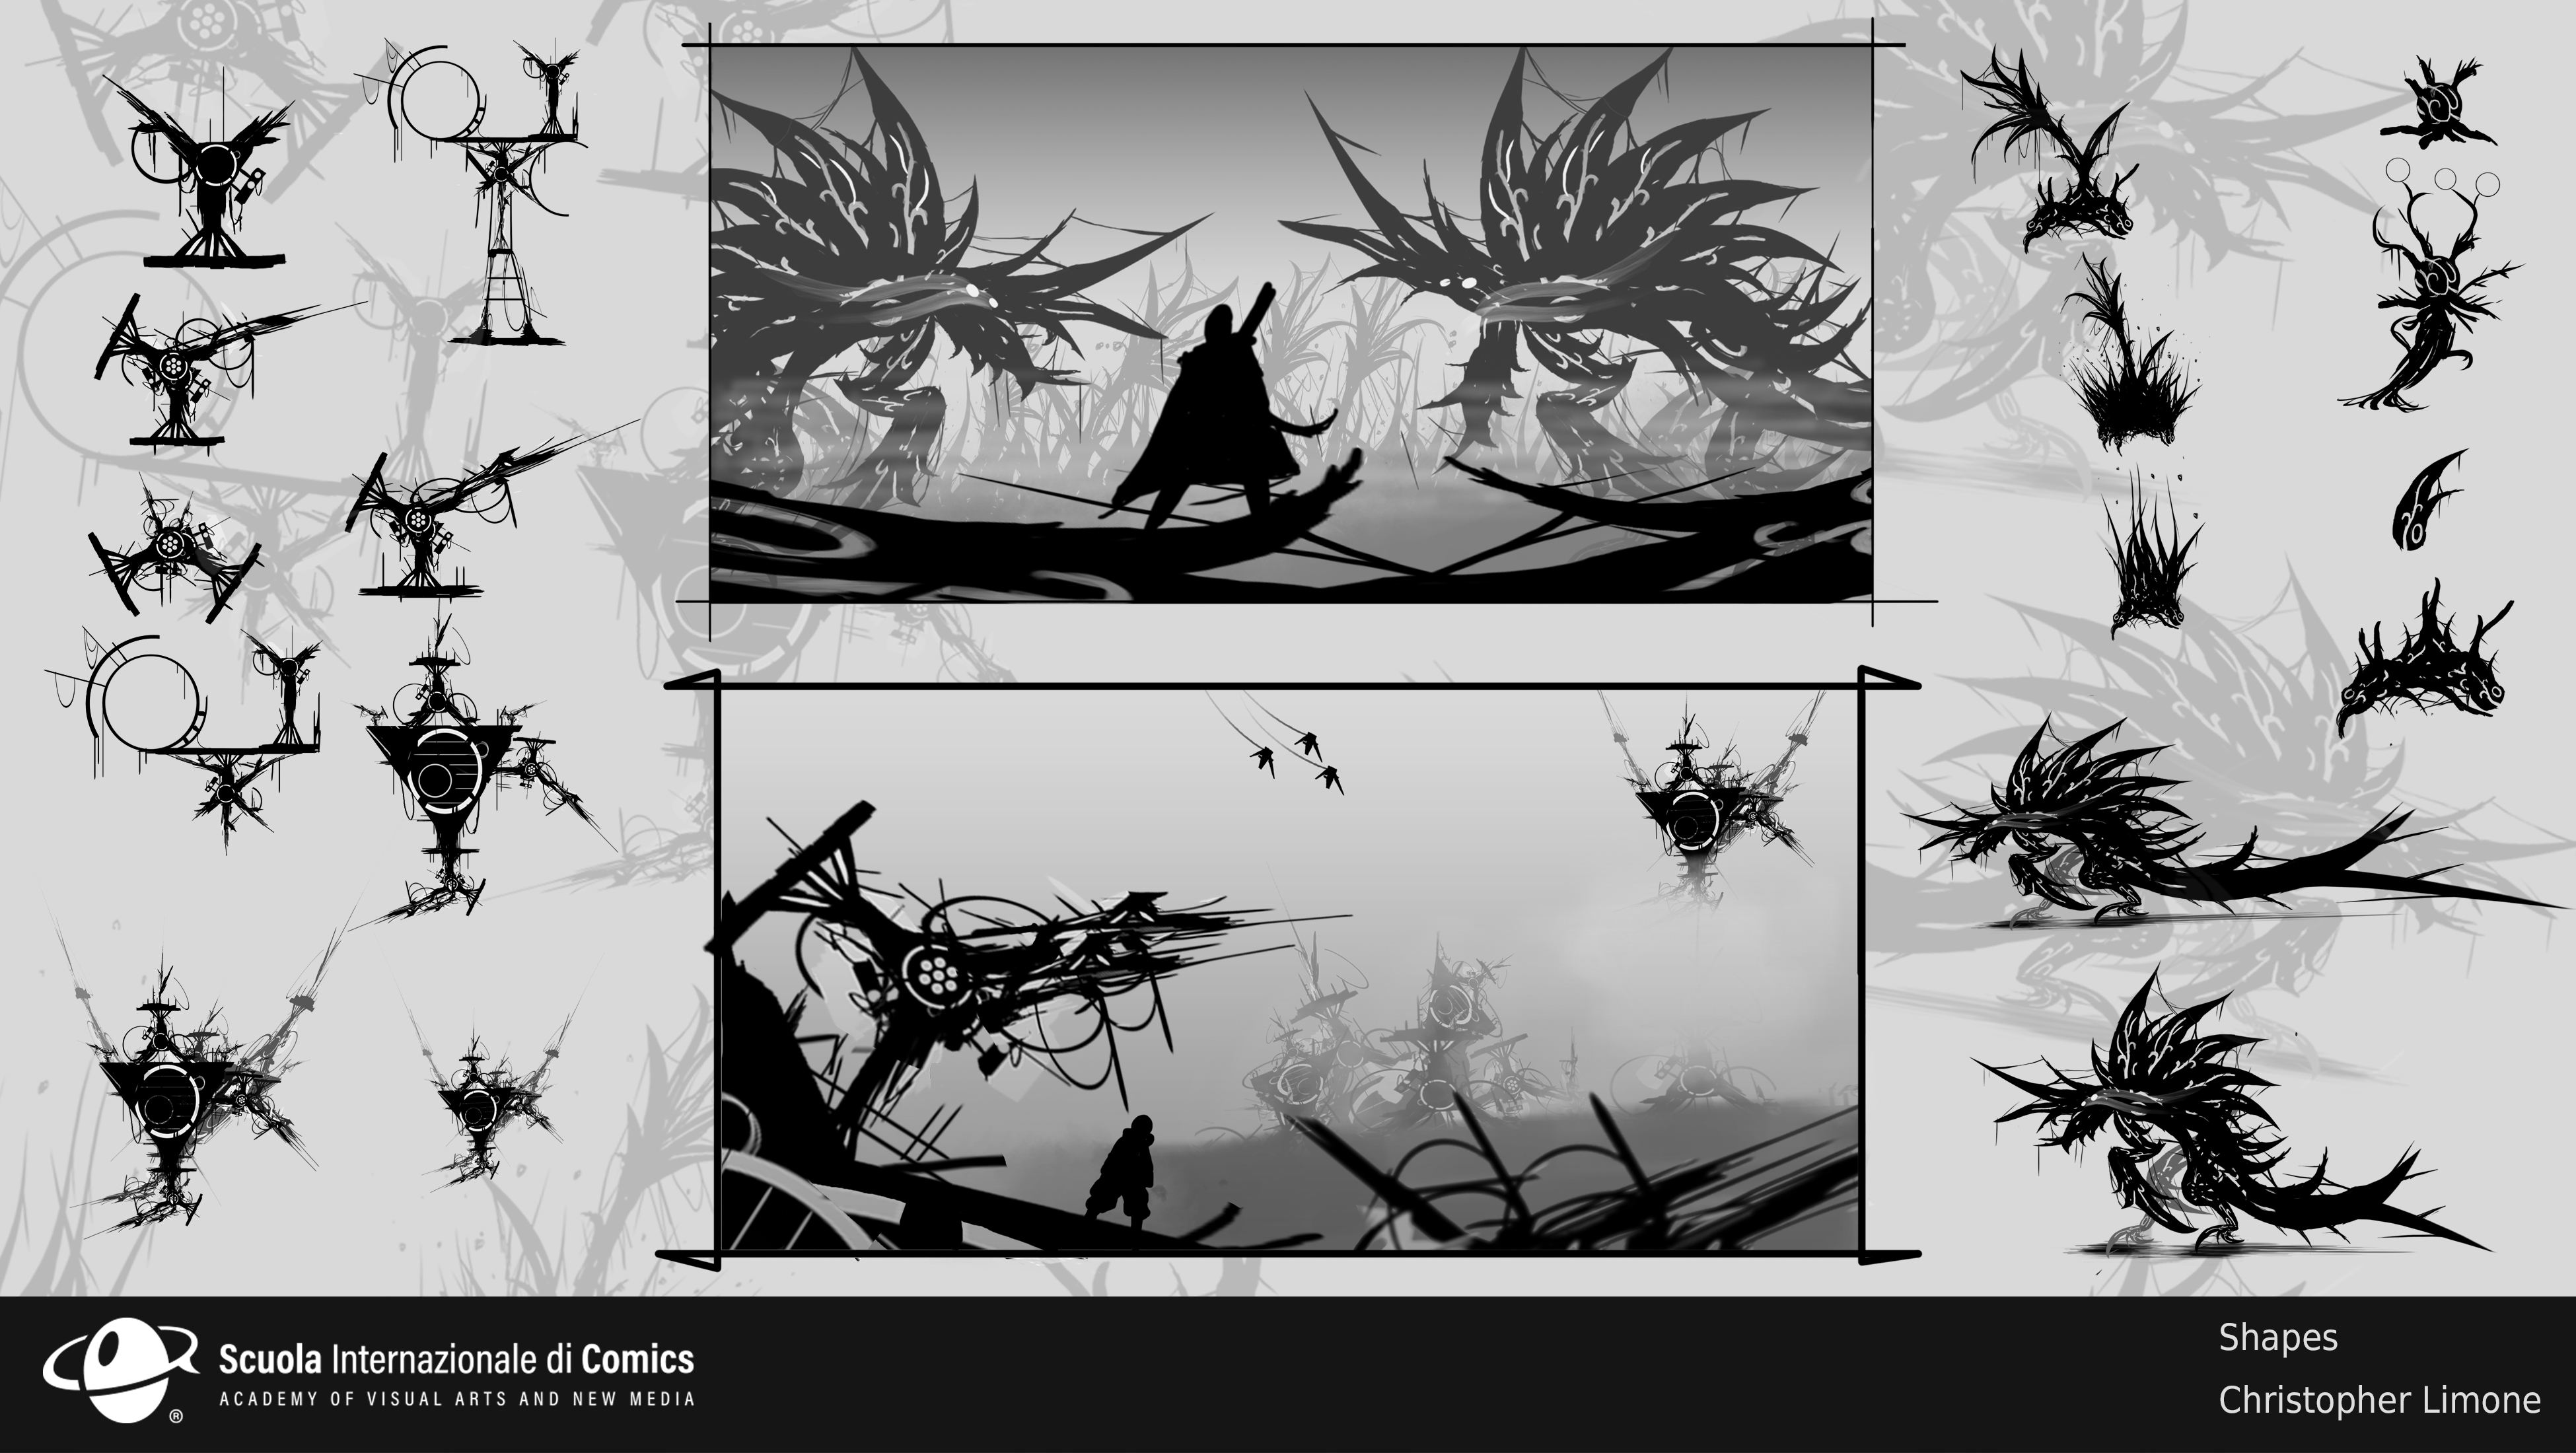 Scuola Internazionale di Comics
ACADEMY OF VISUAL ARTS AND NEW MEDIA
®
Shapes
Christopher Limone